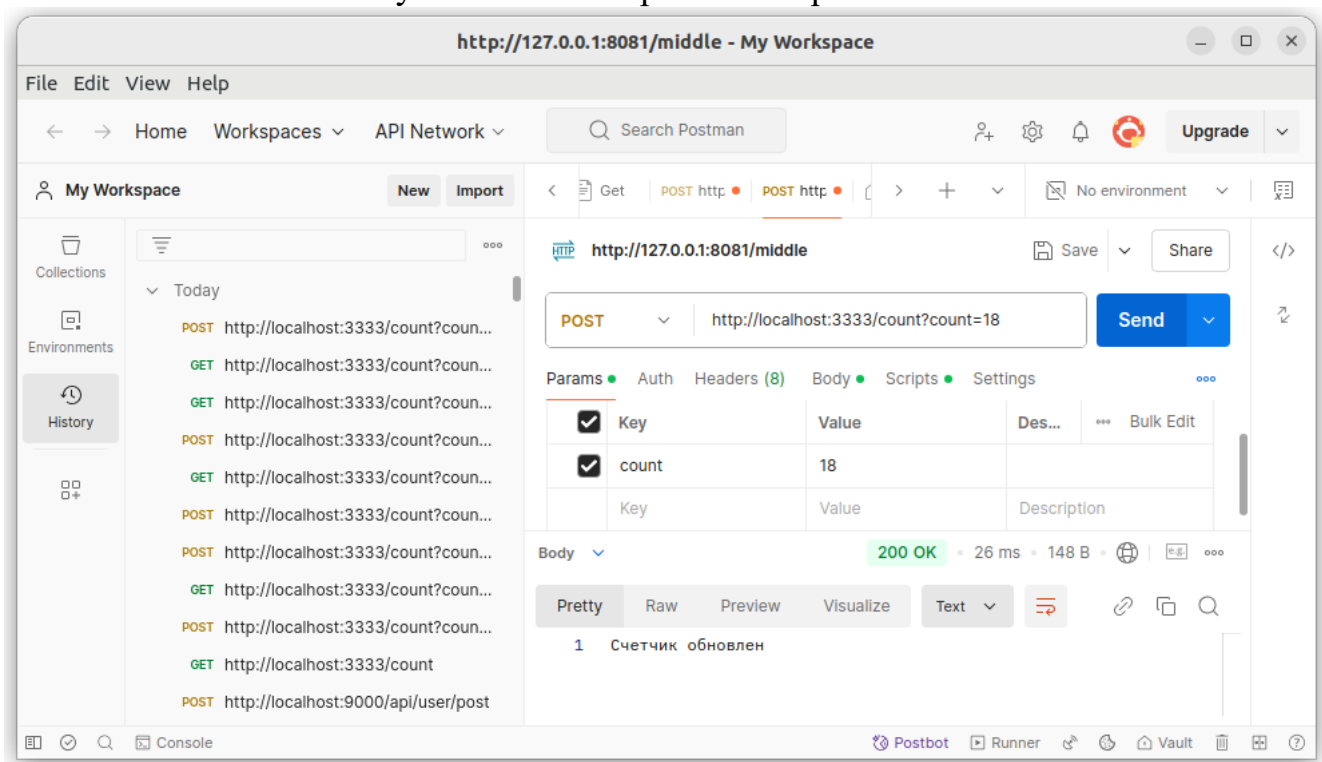 http://127.0.0.1:8081/middle - My Workspace
File Edit View Help
Home Workspaces API Network Search Postman Upgrade
My Workspace New Import Get POST http POST http No environment
Collections
Environments
History
Today
POST http://localhost:3333/count?coun...
GET http://localhost:3333/count?coun...
GET http://localhost:3333/count?coun...
POST http://localhost:3333/count?coun...
GET http://localhost:3333/count?coun...
POST http://localhost:3333/count?coun...
POST http://localhost:3333/count?coun...
GET http://localhost:3333/count?coun...
POST http://localhost:3333/count?coun...
GET http://localhost:3333/count
POST http://localhost:9000/api/user/post
HTTP http://127.0.0.1:8081/middle Save Share
POST http://localhost:3333/count?count=18 Send
Params Auth Headers (8) Body Scripts Settings
Key Value Des... Bulk Edit
count 18
Key Value Description
Body 200 OK 26 ms 148 B e.g.
Pretty Raw Preview Visualize Text
1 Счетчик обновлен
Console Postbot Runner Vault